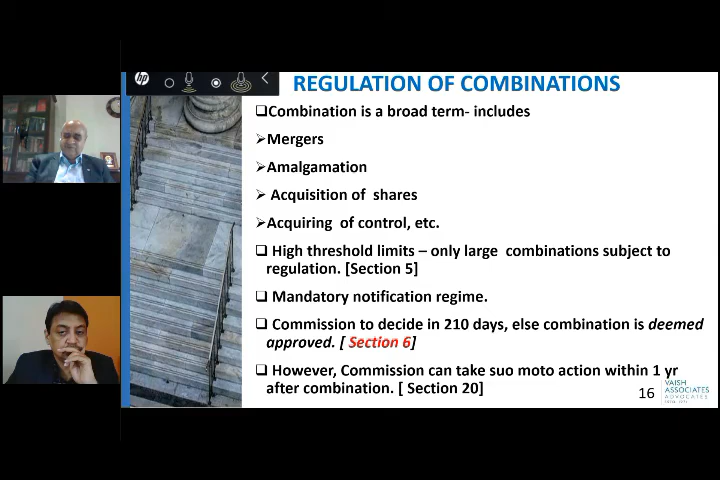 hp
REGULATION OF COMBINATIONS
❑Combination is a broad term- includes
➢Mergers
➢Amalgamation
➢ Acquisition of shares
➢Acquiring of control, etc.
❑ High threshold limits – only large combinations subject to
regulation. [Section 5]
❑ Mandatory notification regime.
❑ Commission to decide in 210 days, else combination is deemed
approved. [ Section 6]
❑ However, Commission can take suo moto action within 1 yr
after combination. [ Section 20]
16
VAISH
ASSOCIATES
ADVOCATES